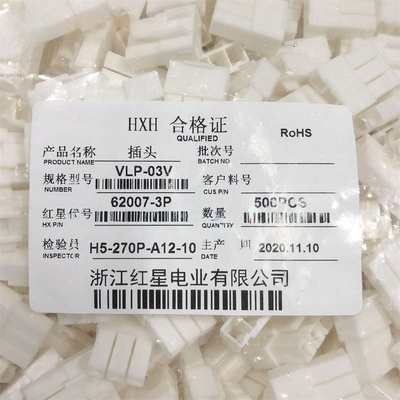 HXH 合格证 RoHS
QUALIFIED
产品名称 插头 批次号
PRODUCT NAME BATCH NO
规格型号 VLP-03V 客户料号
NUMBER CUS P/N
红星代号 62007-3P 数量 500PCS
HX P/N QUANTITY
检验员 H5-270P-A12-10 生产 2020.11.10
INSPECTOR DATE
浙江红星电业有限公司